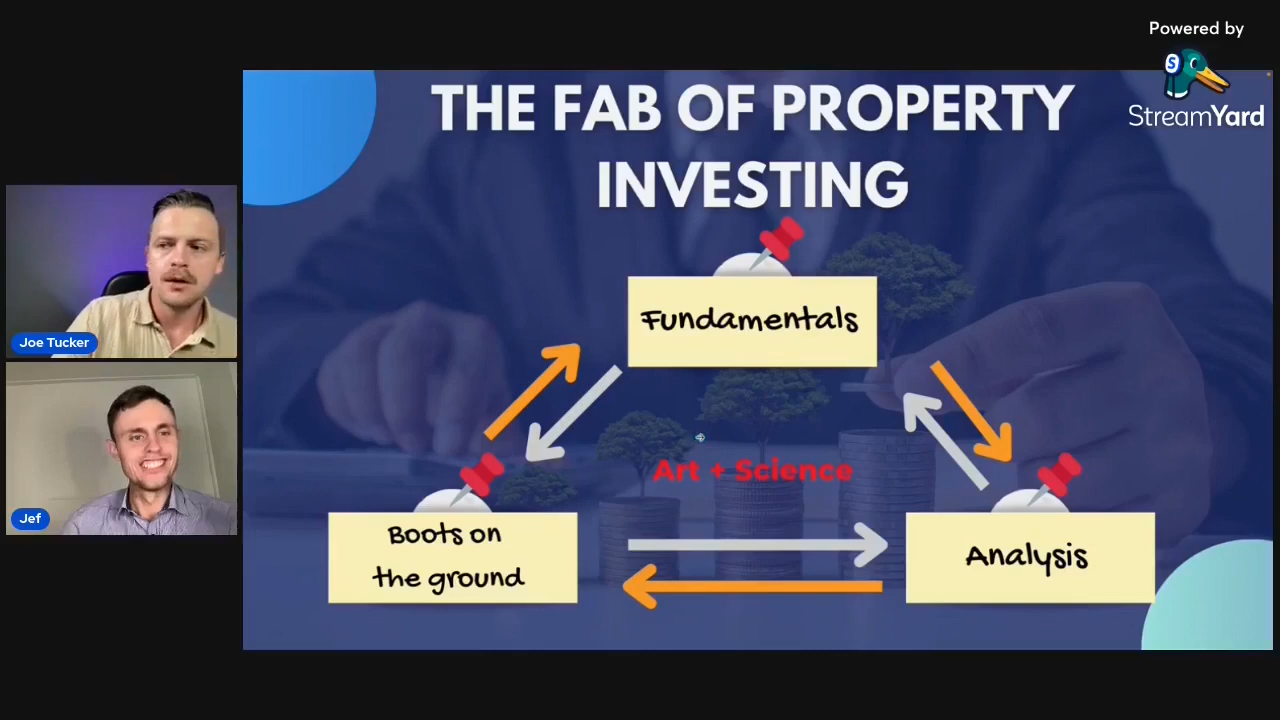 Powered by
StreamYard
THE FAB OF PROPERTY
INVESTING
Fundamentals
Joe Tucker
Art + Science
Boots on
the ground
Analysis
Jef